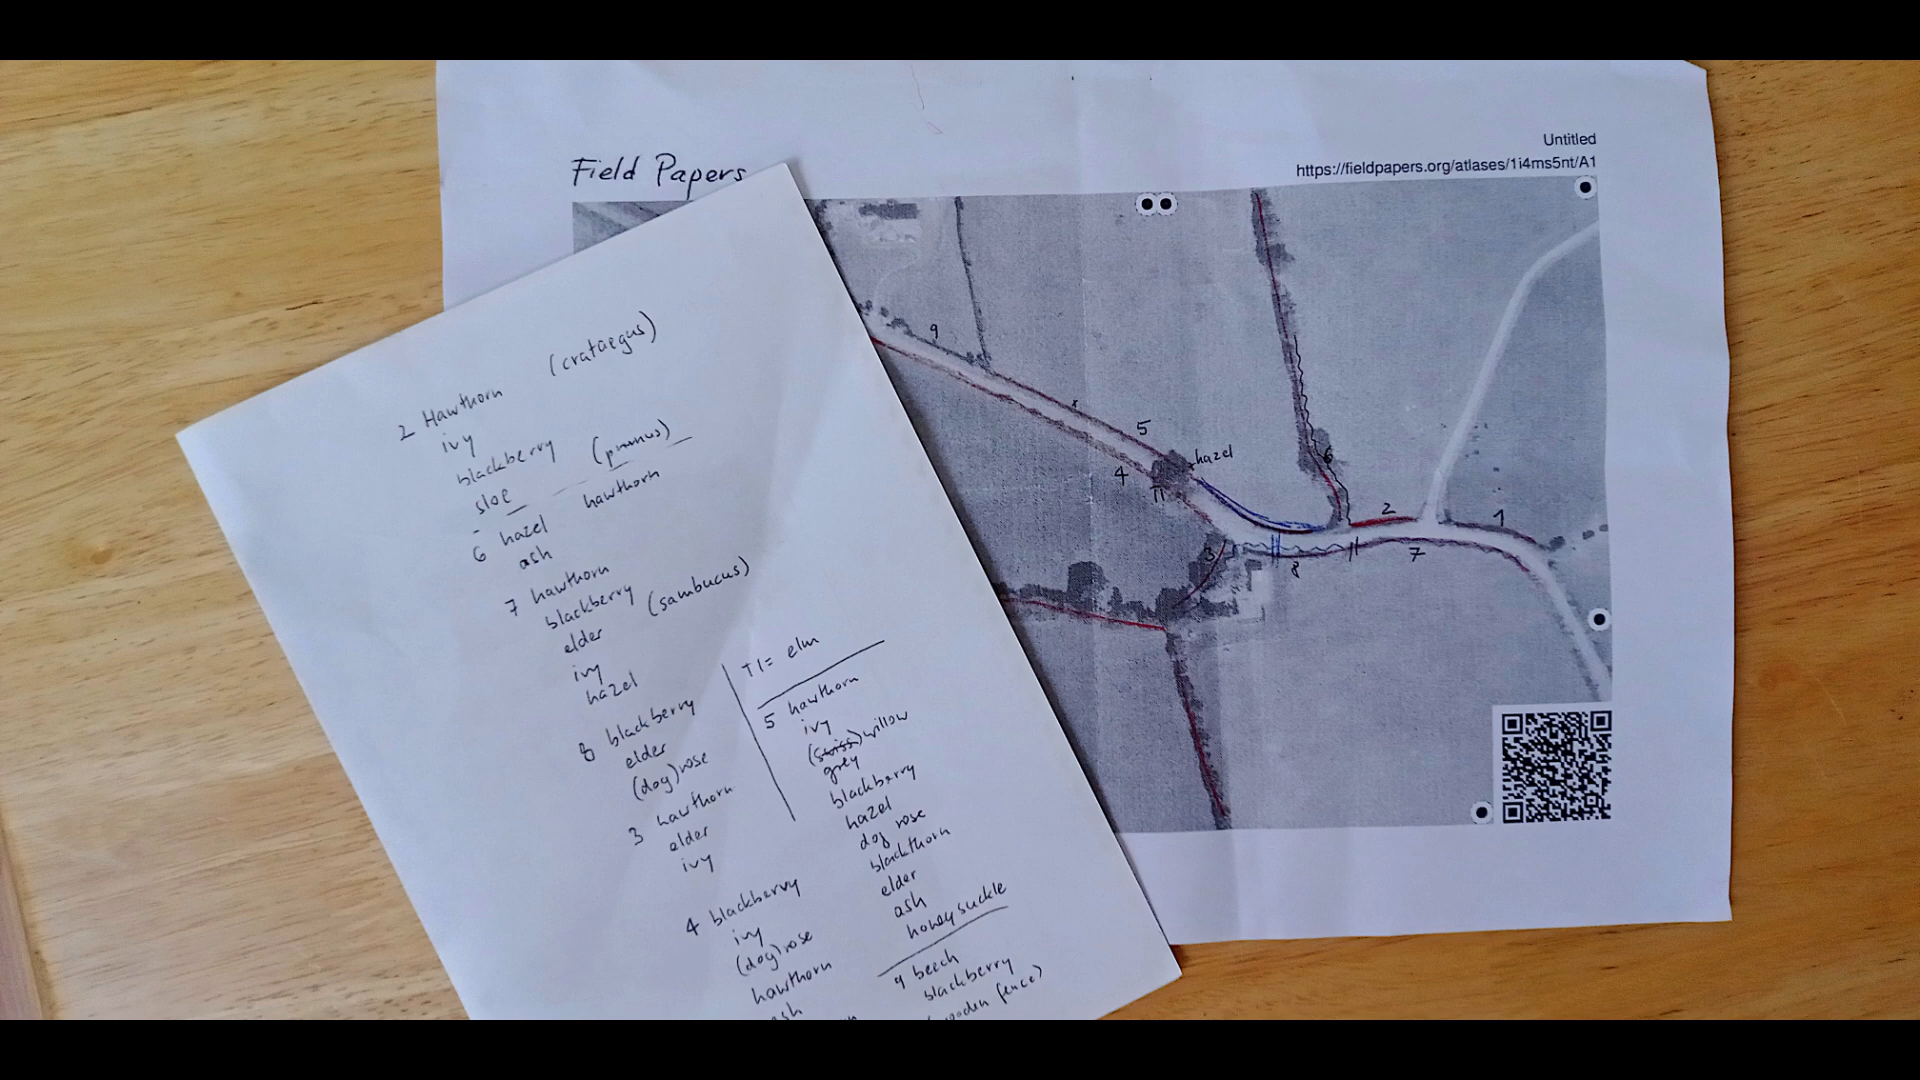 Untitled
https://fieldpapers.org/atlases/1i4ms5nt/A1
Field Papers
9
5
4
hazel
T1
6
2
1
3
8
7
2 Hawthorn (crataegus)
ivy
blackberry
sloe (prunus)
6 hazel hawthorn
ash
7 hawthorn
blackberry
elder (sambucus)
ivy
hazel
8 blackberry
elder
(dog)rose
3 hawthorn
elder
ivy
4 blackberry
ivy
(dog)rose
hawthorn
T1= elm
5 hawthorn
ivy
(swiss)willow
grey
blackberry
hazel
dog rose
blackthorn
elder
ash
honeysuckle
9 beech
blackberry
fence)